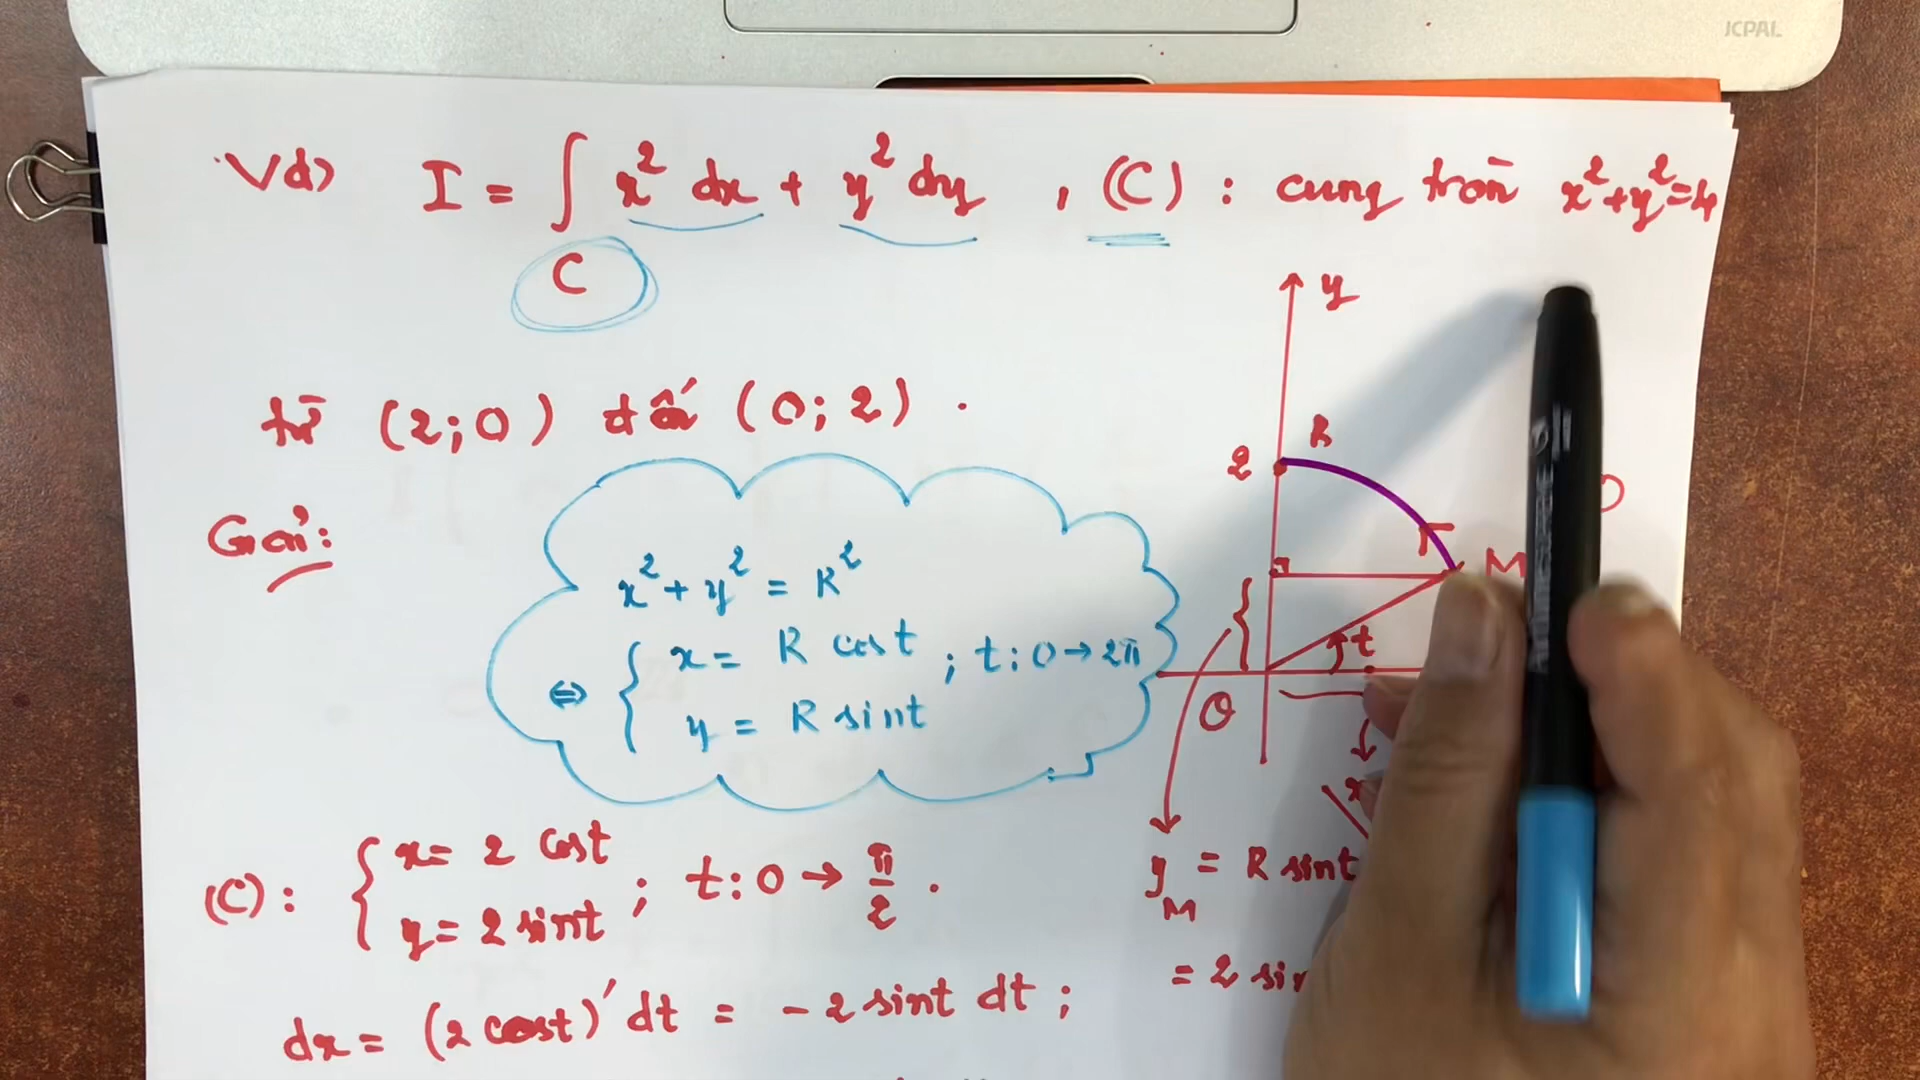 JCPAL
Vd) I = ∫ x² dx + y² dy , (C) : cung tròn x²+y²=4
C
từ (2;0) đến (0;2) .
y
B
2
M
t
O
Giải:
x² + y² = R²
⇔ { x = R cost ; t: 0 → 2π
y = R sint
x
(C): { x = 2 cost ; t: 0 → π/2 .
y = 2 sint
y_M = R sint
= 2 sin
dx = (2 cost)' dt = - 2 sint dt ;